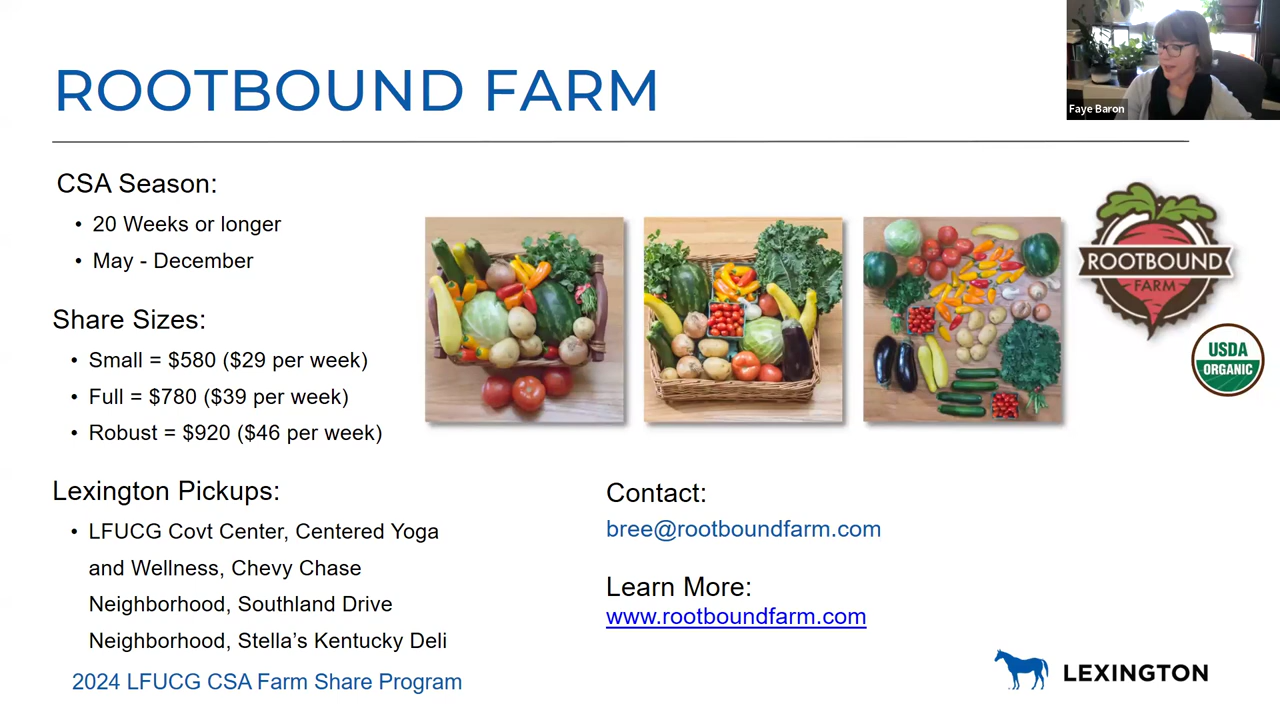 ROOTBOUND FARM
Faye Baron
CSA Season:
• 20 Weeks or longer
• May - December
Share Sizes:
• Small = $580 ($29 per week)
• Full = $780 ($39 per week)
• Robust = $920 ($46 per week)
Lexington Pickups:
• LFUCG Covt Center, Centered Yoga
and Wellness, Chevy Chase
Neighborhood, Southland Drive
Neighborhood, Stella’s Kentucky Deli
2024 LFUCG CSA Farm Share Program
ROOTBOUND
FARM
USDA
ORGANIC
Contact:
bree@rootboundfarm.com
Learn More:
www.rootboundfarm.com
LEXINGTON